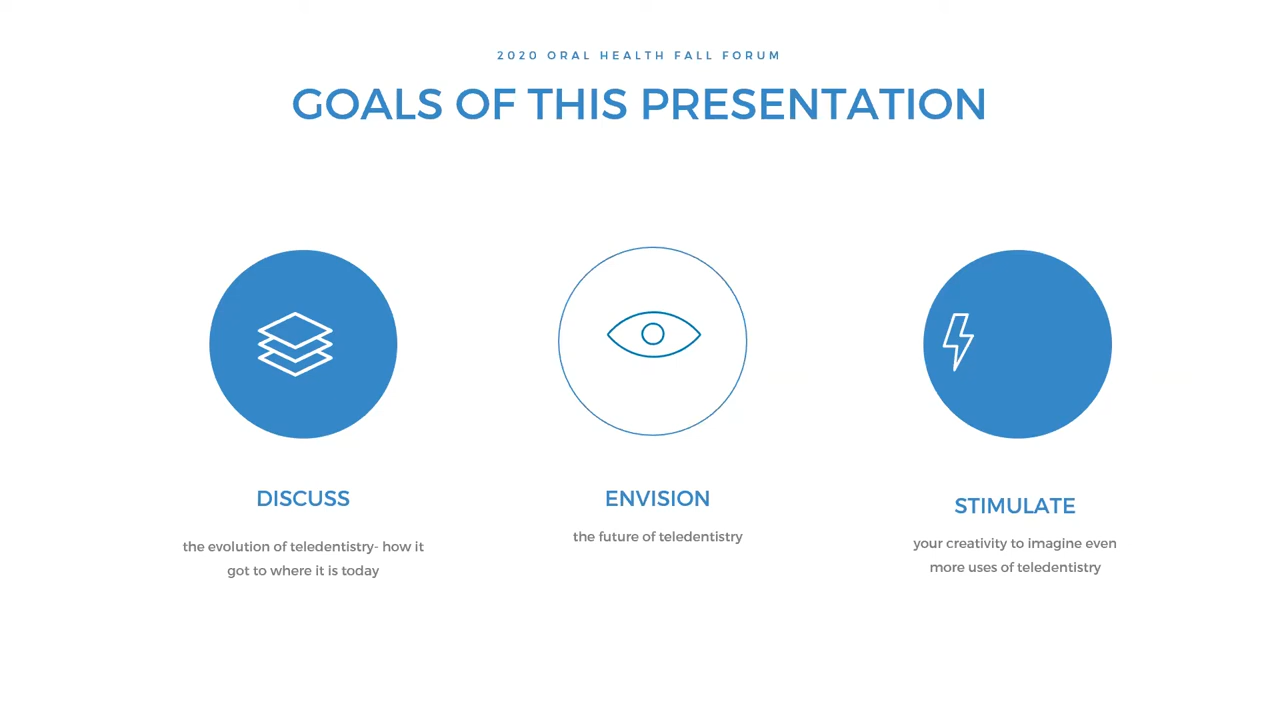 2020 ORAL HEALTH FALL FORUM
GOALS OF THIS PRESENTATION
DISCUSS
the evolution of teledentistry- how it
got to where it is today
ENVISION
the future of teledentistry
STIMULATE
your creativity to imagine even
more uses of teledentistry